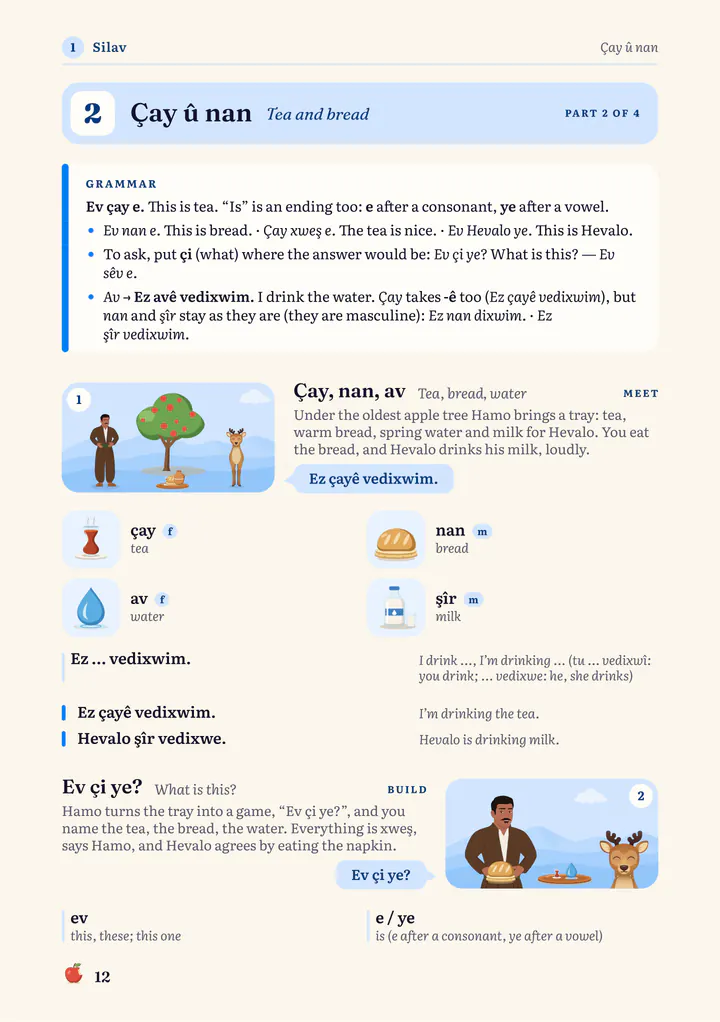 1 Silav
Çay û nan
2 Çay û nan Tea and bread PART 2 OF 4
GRAMMAR
Ev çay e. This is tea. “Is” is an ending too: e after a consonant, ye after a vowel.
• Ev nan e. This is bread. · Çay xweş e. The tea is nice. · Ev Hevalo ye. This is Hevalo.
• To ask, put çi (what) where the answer would be: Ev çi ye? What is this? — Ev
sêv e.
• Av → Ez avê vedixwim. I drink the water. Çay takes -ê too (Ez çayê vedixwim), but
nan and şîr stay as they are (they are masculine): Ez nan dixwim. · Ez
şîr vedixwim.
1
Çay, nan, av Tea, bread, water MEET
Under the oldest apple tree Hamo brings a tray: tea,
warm bread, spring water and milk for Hevalo. You eat
the bread, and Hevalo drinks his milk, loudly.
Ez çayê vedixwim.
çay f
tea
nan m
bread
av f
water
şîr m
milk
Ez ... vedixwim.
I drink ..., I’m drinking ... (tu ... vedixwî:
you drink; ... vedixwe: he, she drinks)
Ez çayê vedixwim.
I’m drinking the tea.
Hevalo şîr vedixwe.
Hevalo is drinking milk.
Ev çi ye? What is this? BUILD
Hamo turns the tray into a game, “Ev çi ye?”, and you
name the tea, the bread, the water. Everything is xweş,
says Hamo, and Hevalo agrees by eating the napkin.
Ev çi ye?
2
ev
this, these; this one
e / ye
is (e after a consonant, ye after a vowel)
12